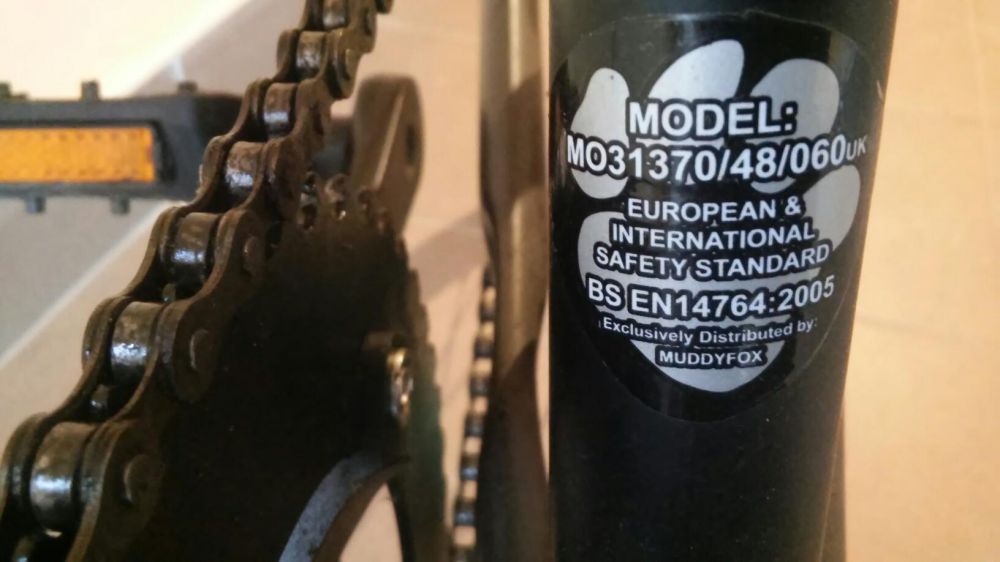 MODEL:
MO31370/48/060UK
EUROPEAN &
INTERNATIONAL
SAFETY STANDARD
BS EN14764:2005
Exclusively Distributed by:
MUDDYFOX